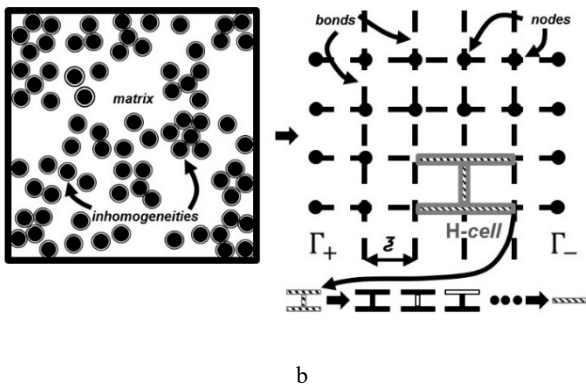 matrix
inhomogeneities
bonds
nodes
H-cell
Γ₊
ξ
Γ₋
b